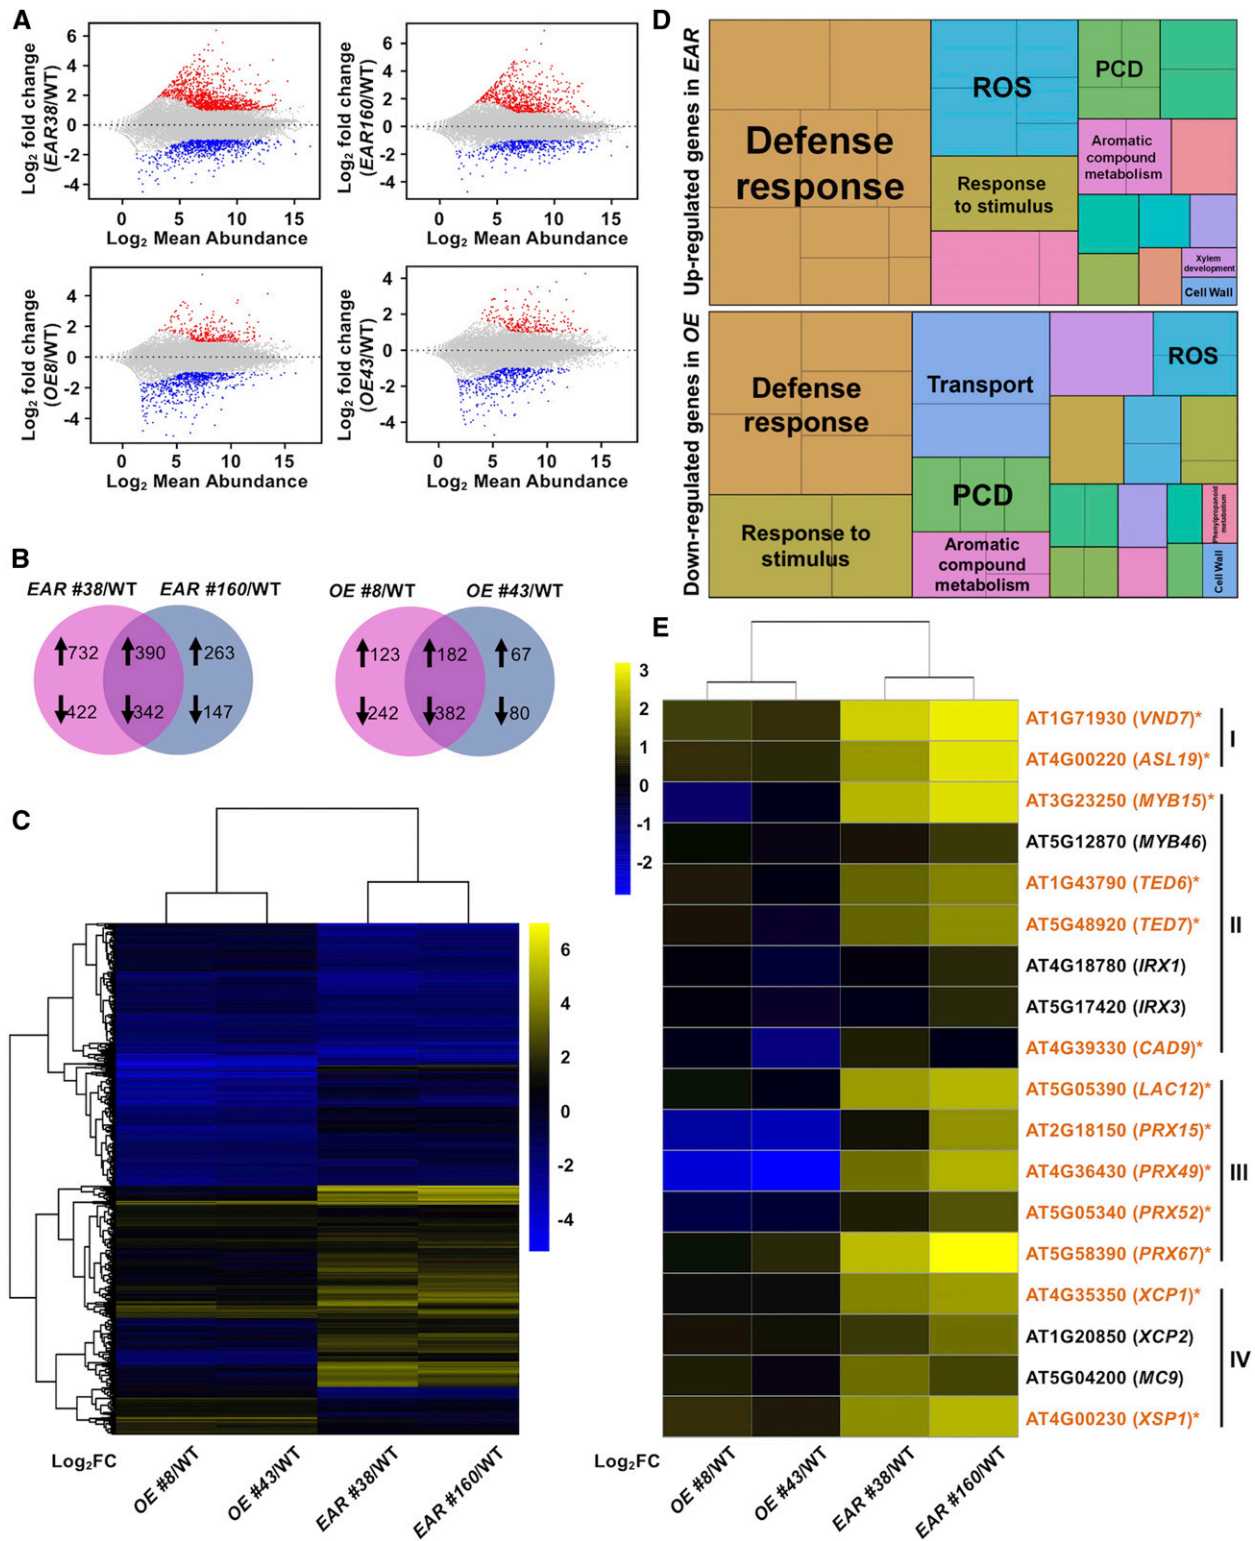 A
6
4
2
0
-2
-4
Log2 fold change
(EAR38/WT)
0 5 10 15
Log2 Mean Abundance
6
4
2
0
-2
-4
Log2 fold change
(EAR160/WT)
0 5 10 15
Log2 Mean Abundance
4
2
0
-2
-4
Log2 fold change
(OE8/WT)
0 5 10 15
Log2 Mean Abundance
4
2
0
-2
-4
Log2 fold change
(OE43/WT)
0 5 10 15
Log2 Mean Abundance
B
EAR #38/WT EAR #160/WT
732 390 263
422 342 147
OE #8/WT OE #43/WT
123 182 67
242 382 80
C
6
4
2
0
-2
-4
Log2FC
OE #8/WT
OE #43/WT
EAR #38/WT
EAR #160/WT
D
Up-regulated genes in EAR
Defense
response
ROS
Response
to stimulus
PCD
Aromatic
compound
metabolism
Xylem
development
Cell Wall
Down-regulated genes in OE
Defense
response
Response to
stimulus
Transport
PCD
Aromatic
compound
metabolism
ROS
Phenylpropanoid
metabolism
Cell Wall
E
3
2
1
0
-1
-2
AT1G71930 (VND7)*
AT4G00220 (ASL19)*
I
AT3G23250 (MYB15)*
AT5G12870 (MYB46)
AT1G43790 (TED6)*
AT5G48920 (TED7)*
AT4G18780 (IRX1)
AT5G17420 (IRX3)
AT4G39330 (CAD9)*
II
AT5G05390 (LAC12)*
AT2G18150 (PRX15)*
AT4G36430 (PRX49)*
AT5G05340 (PRX52)*
AT5G58390 (PRX67)*
III
AT4G35350 (XCP1)*
AT1G20850 (XCP2)
AT5G04200 (MC9)
AT4G00230 (XSP1)*
IV
Log2FC
OE #8/WT
OE #43/WT
EAR #38/WT
EAR #160/WT